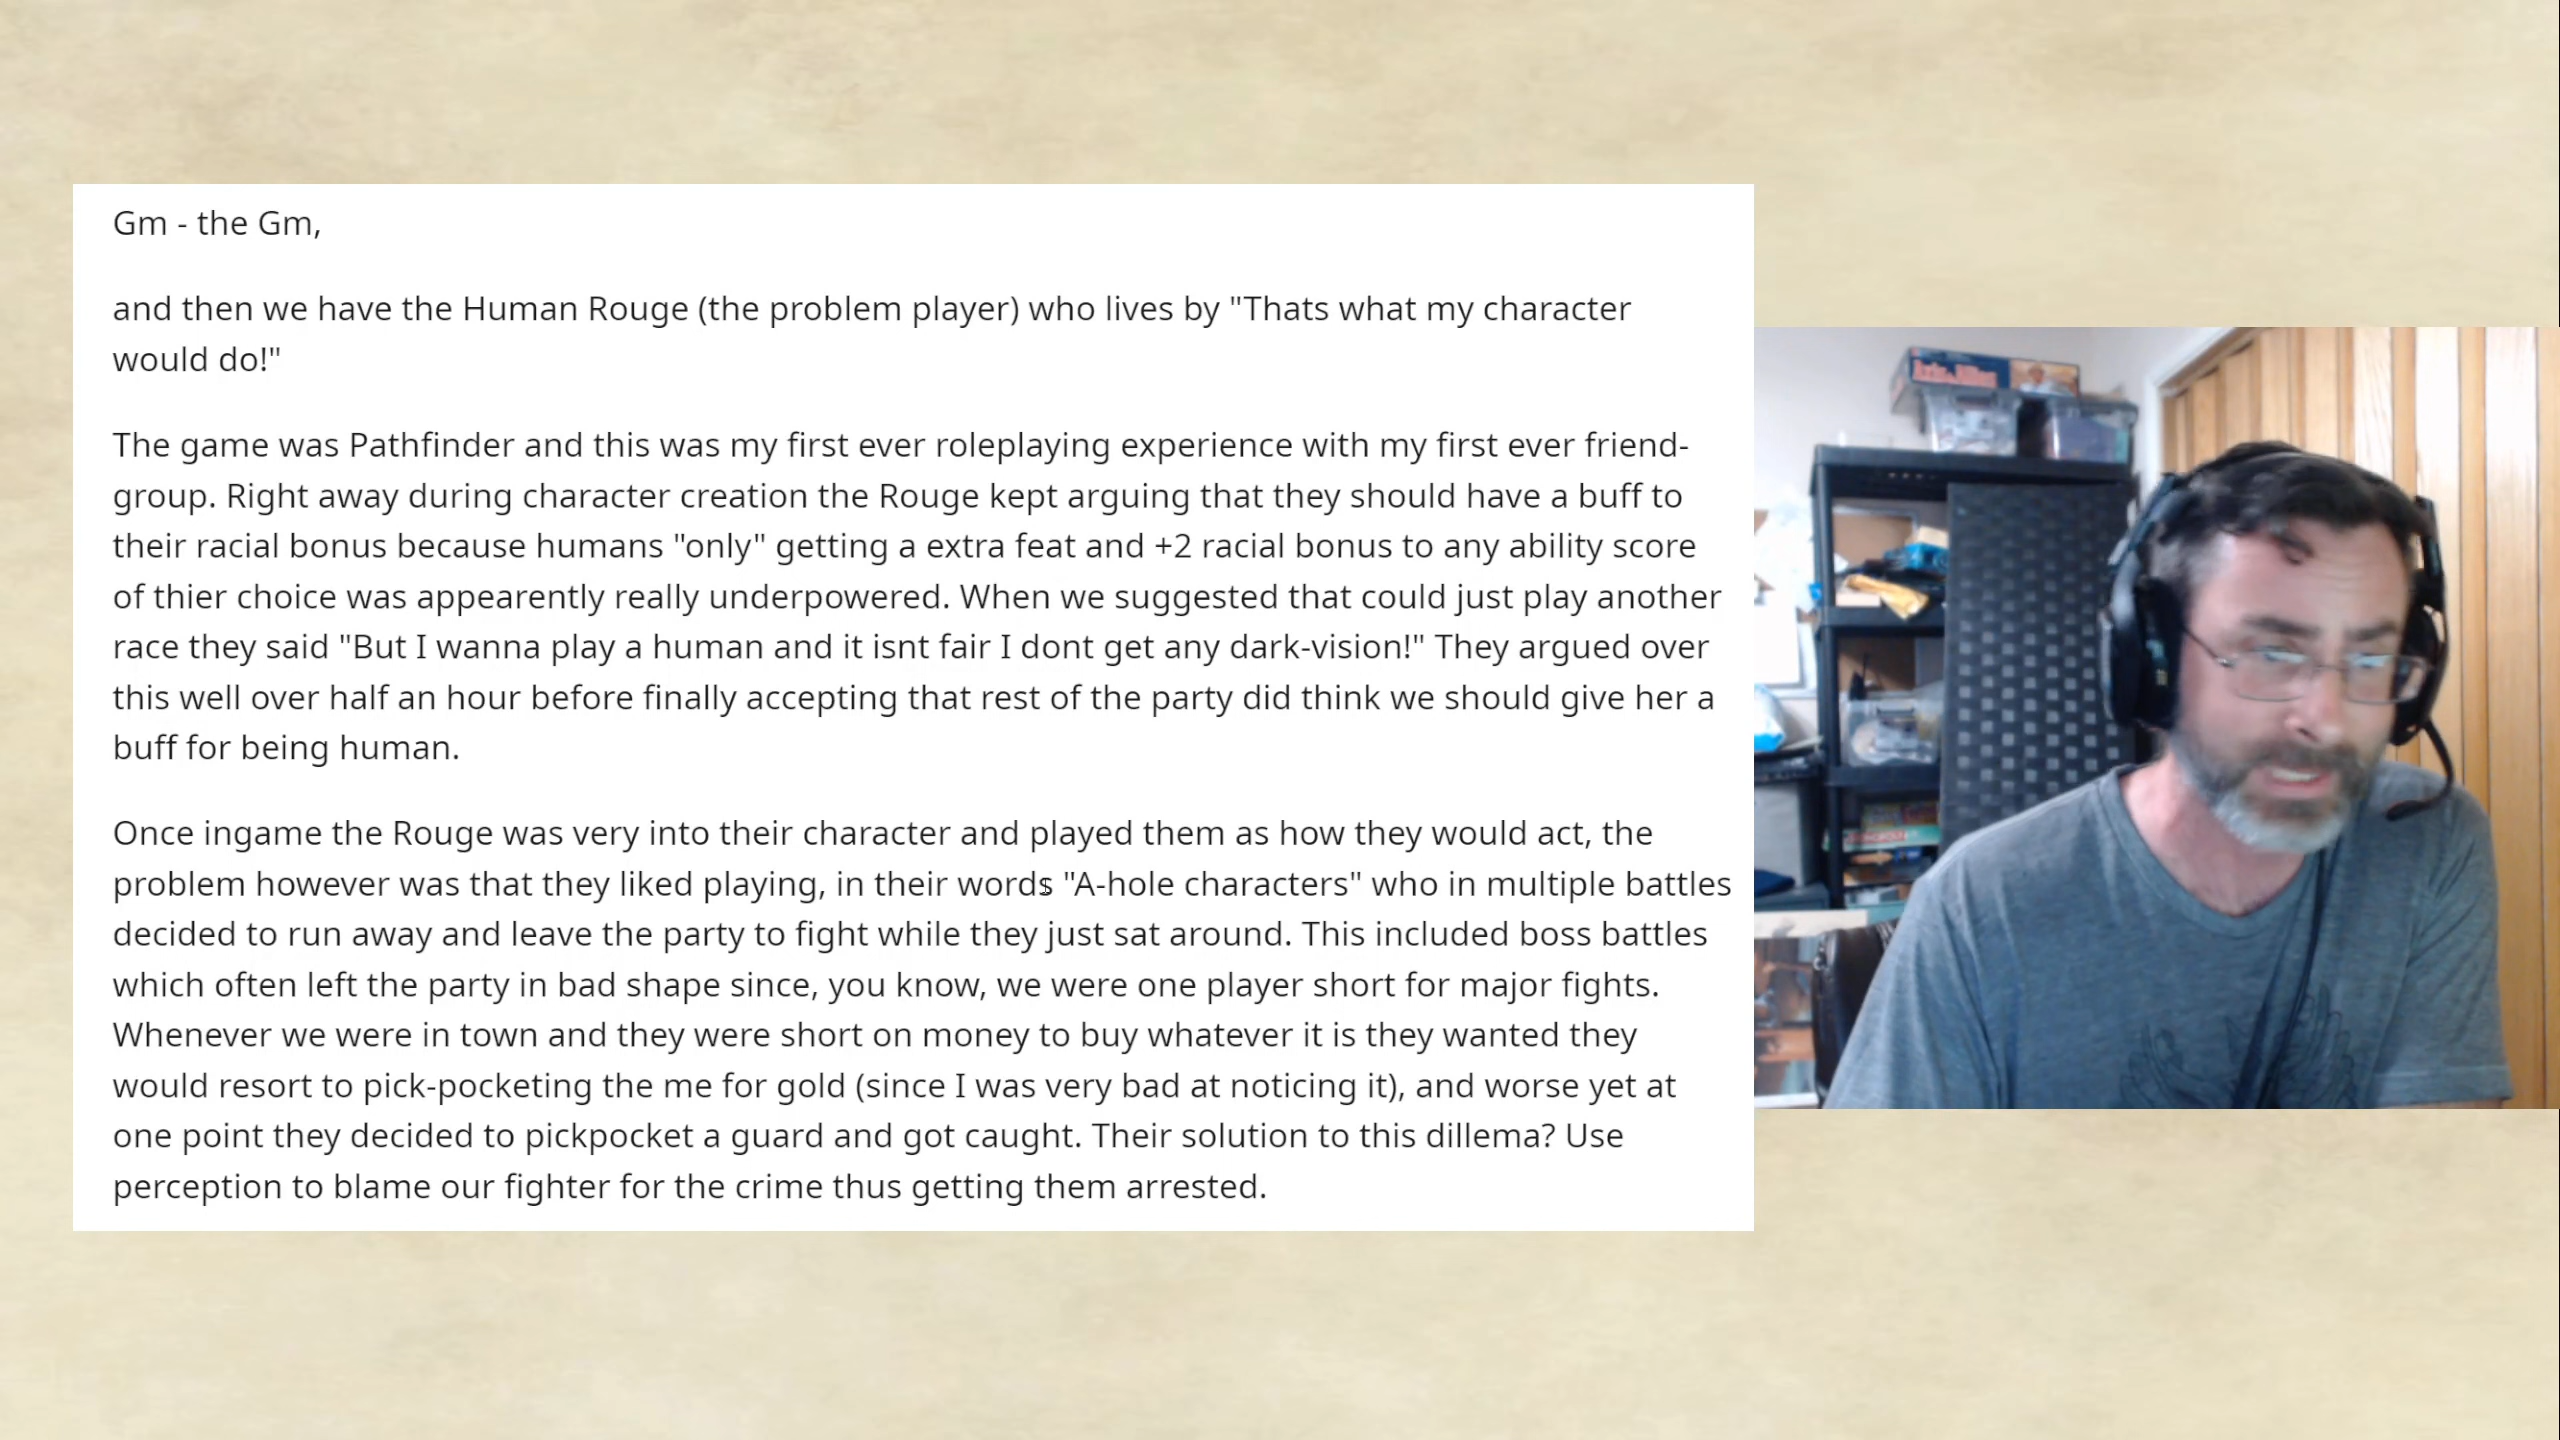 Gm - the Gm,
and then we have the Human Rouge (the problem player) who lives by "Thats what my character
would do!"
The game was Pathfinder and this was my first ever roleplaying experience with my first ever friend-
group. Right away during character creation the Rouge kept arguing that they should have a buff to
their racial bonus because humans "only" getting a extra feat and +2 racial bonus to any ability score
of thier choice was appearently really underpowered. When we suggested that could just play another
race they said "But I wanna play a human and it isnt fair I dont get any dark-vision!" They argued over
this well over half an hour before finally accepting that rest of the party did think we should give her a
buff for being human.
Once ingame the Rouge was very into their character and played them as how they would act, the
problem however was that they liked playing, in their words "A-hole characters" who in multiple battles
decided to run away and leave the party to fight while they just sat around. This included boss battles
which often left the party in bad shape since, you know, we were one player short for major fights.
Whenever we were in town and they were short on money to buy whatever it is they wanted they
would resort to pick-pocketing the me for gold (since I was very bad at noticing it), and worse yet at
one point they decided to pickpocket a guard and got caught. Their solution to this dillema? Use
perception to blame our fighter for the crime thus getting them arrested.
Axis & Allies